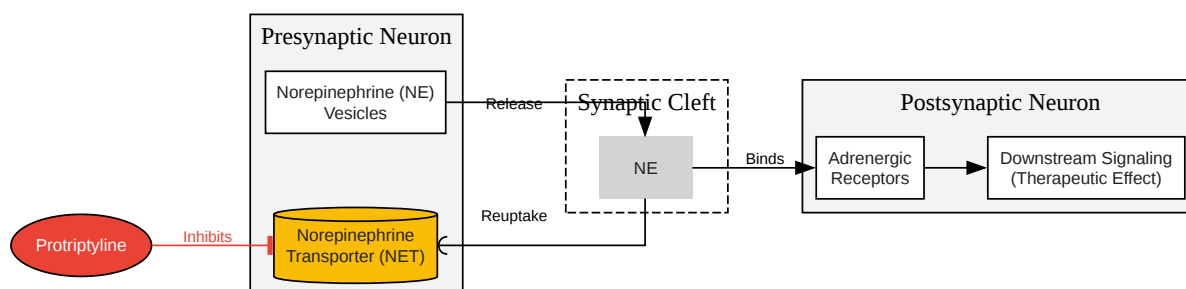 Presynaptic Neuron
Norepinephrine (NE)
Vesicles
Release
Synaptic Cleft
NE
Binds
Postsynaptic Neuron
Adrenergic
Receptors
Downstream Signaling
(Therapeutic Effect)
Reuptake
Protriptyline
Inhibits
Norepinephrine
Transporter (NET)